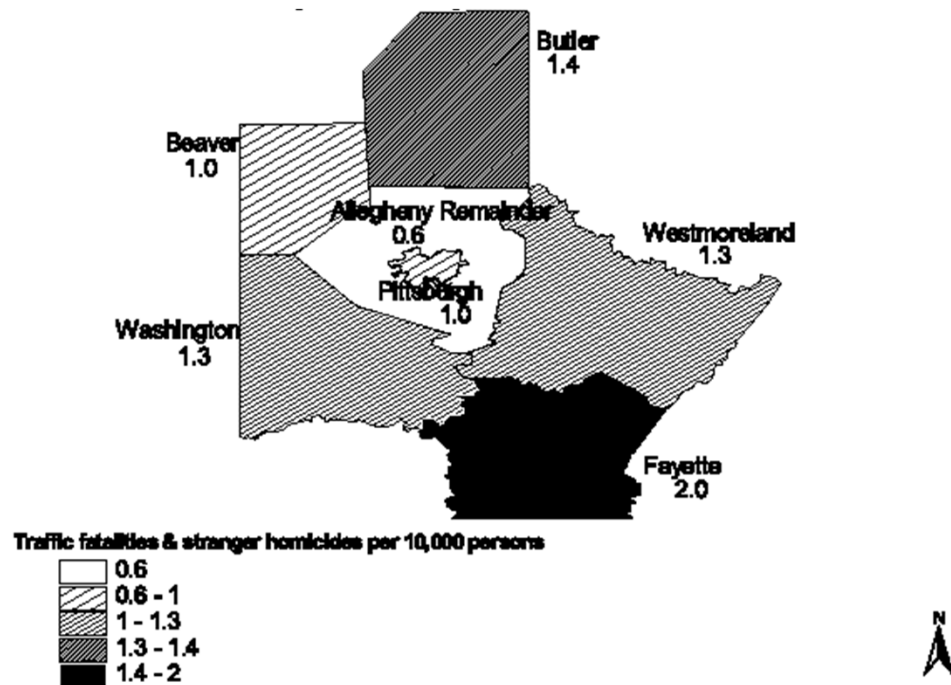 Butler
1.4
Beaver
1.0
Allegheny Remainder
0.6
Westmoreland
1.3
Pittsburgh
1.0
Washington
1.3
Fayette
2.0
Traffic fatalities & stranger homicides per 10,000 persons
0.6
0.6 - 1
1 - 1.3
1.3 - 1.4
1.4 - 2
N